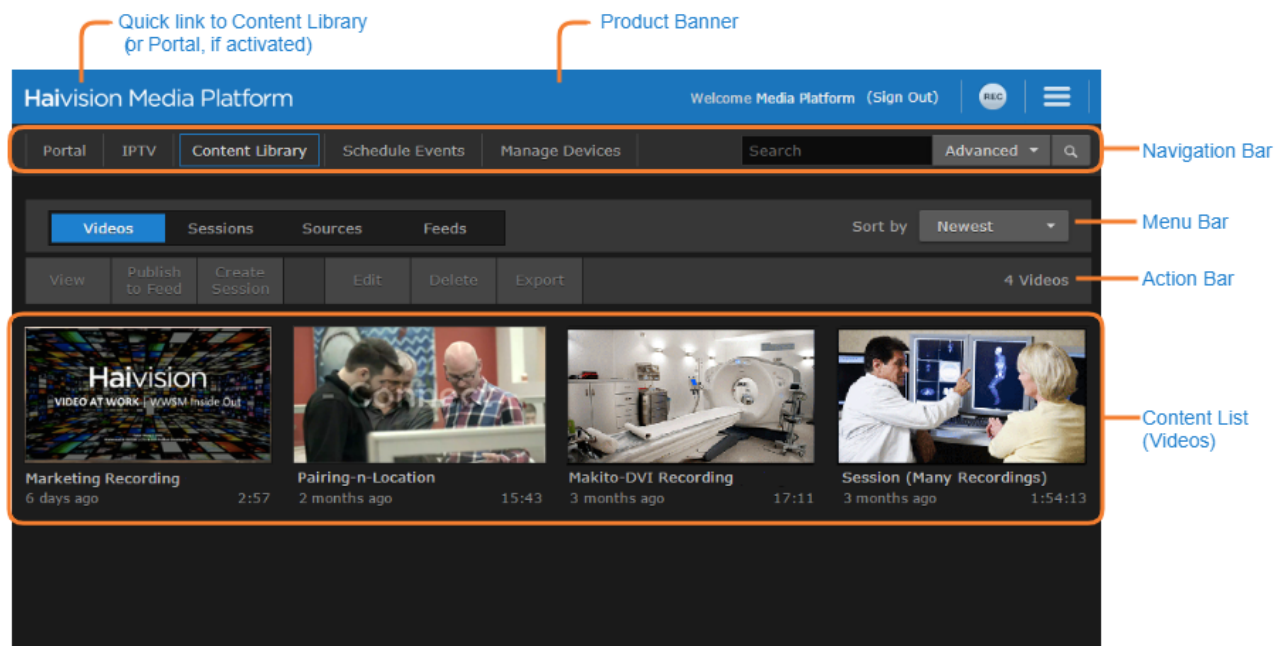 Quick link to Content Library
(or Portal, if activated)
Product Banner
Haivision Media Platform
Welcome Media Platform (Sign Out)
REC
Portal
IPTV
Content Library
Schedule Events
Manage Devices
Search
Advanced
Navigation Bar
Videos
Sessions
Sources
Feeds
Sort by
Newest
Menu Bar
View
Publish
to Feed
Create
Session
Edit
Delete
Export
4 Videos
Action Bar
Haivision
VIDEO AT WORK | WWSM Inside Out
connect
Content List
(Videos)
Marketing Recording
6 days ago
2:57
Pairing-n-Location
2 months ago
15:43
Makito-DVI Recording
3 months ago
17:11
Session (Many Recordings)
3 months ago
1:54:13